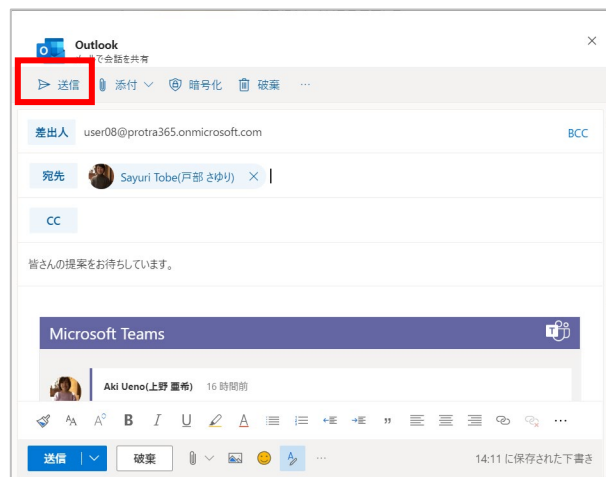 Outlook
メールで会話を共有
送信 添付 暗号化 破棄 …
差出人 user08@protra365.onmicrosoft.com BCC
宛先 Sayuri Tobe(戸部 さゆり)
CC
皆さんの提案をお待ちしています。
Microsoft Teams
Aki Ueno(上野 亜希) 16 時間前
B I U A
送信 破棄 … 14:11 に保存された下書き